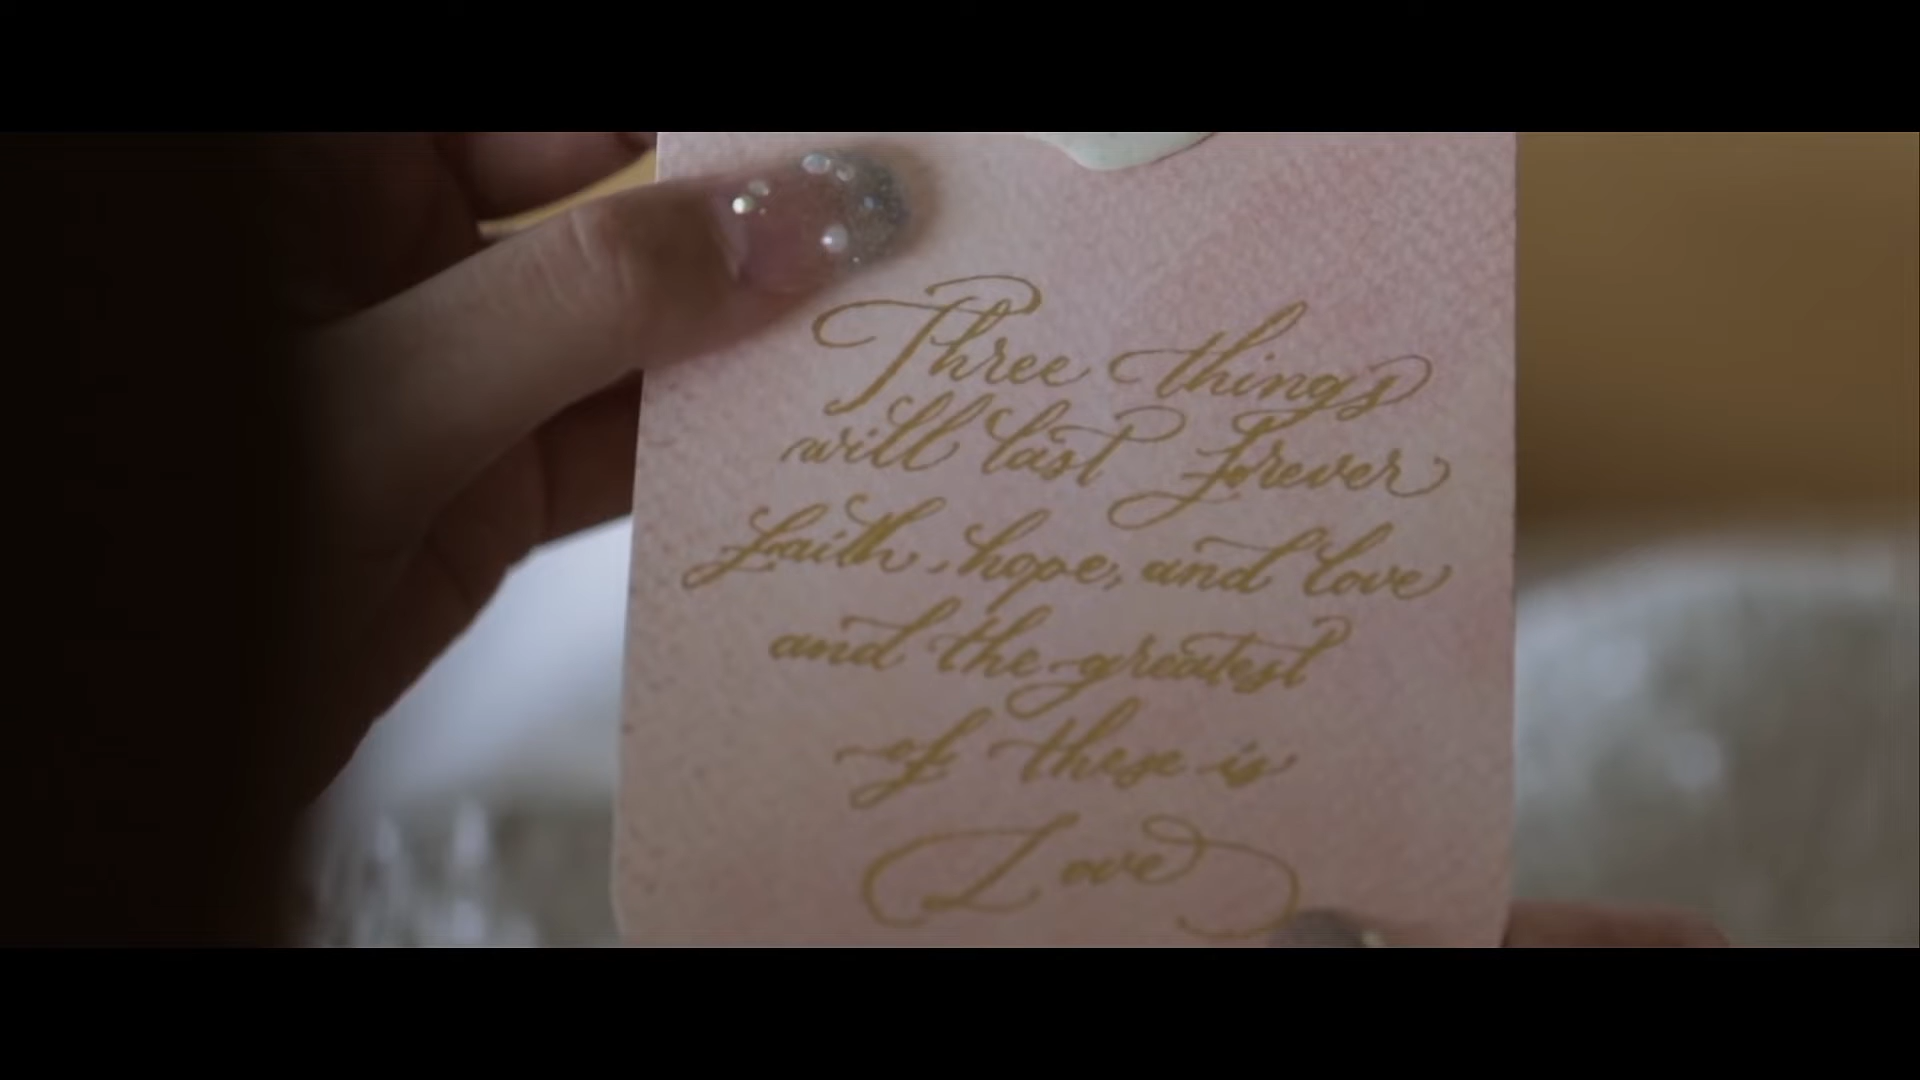 Three things
will last forever
faith, hope, and love
and the greatest
of these is
Love